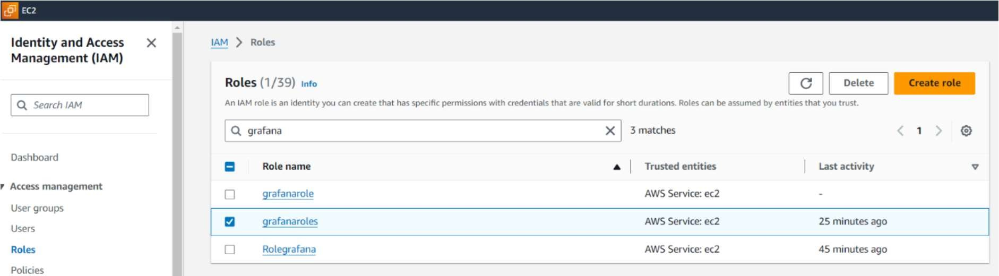 EC2
Identity and Access
Management (IAM)
Search IAM
Dashboard
Access management
User groups
Users
Roles
Policies
IAM > Roles
Roles (1/39) Info
Delete
Create role
An IAM role is an identity you can create that has specific permissions with credentials that are valid for short durations. Roles can be assumed by entities that you trust.
grafana
3 matches
1
Role name Trusted entities Last activity
grafanarole AWS Service: ec2 -
grafanaroles AWS Service: ec2 25 minutes ago
Rolegrafana AWS Service: ec2 45 minutes ago